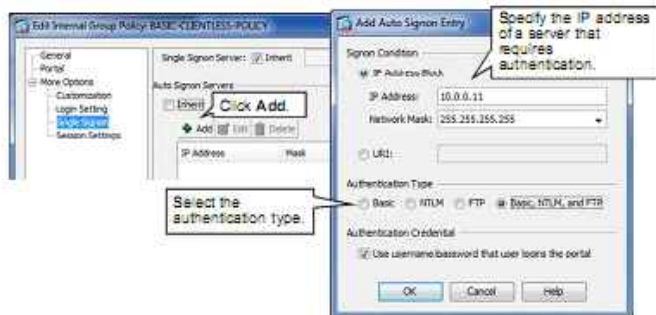 Edit Internal Group Policy: BASIC-CLIENTLESS-POLICY
General
Portal
More Options
Customization
Login Setting
Single Signon
Session Settings
Single Signon Server: Inherit
Auto Signon Servers
Inherit
Click Add.
Add Edit Delete
IP Address Mask
Select the
authentication type.
Add Auto Signon Entry
Specify the IP address
of a server that
requires
authentication.
Signon Condition
IP Address Block
IP Address: 10.0.0.11
Network Mask: 255.255.255.255
URI:
Authentication Type
Basic NTLM FTP Basic, NTLM, and FTP
Authentication Credential
Use username/password that user logins the portal
OK Cancel Help